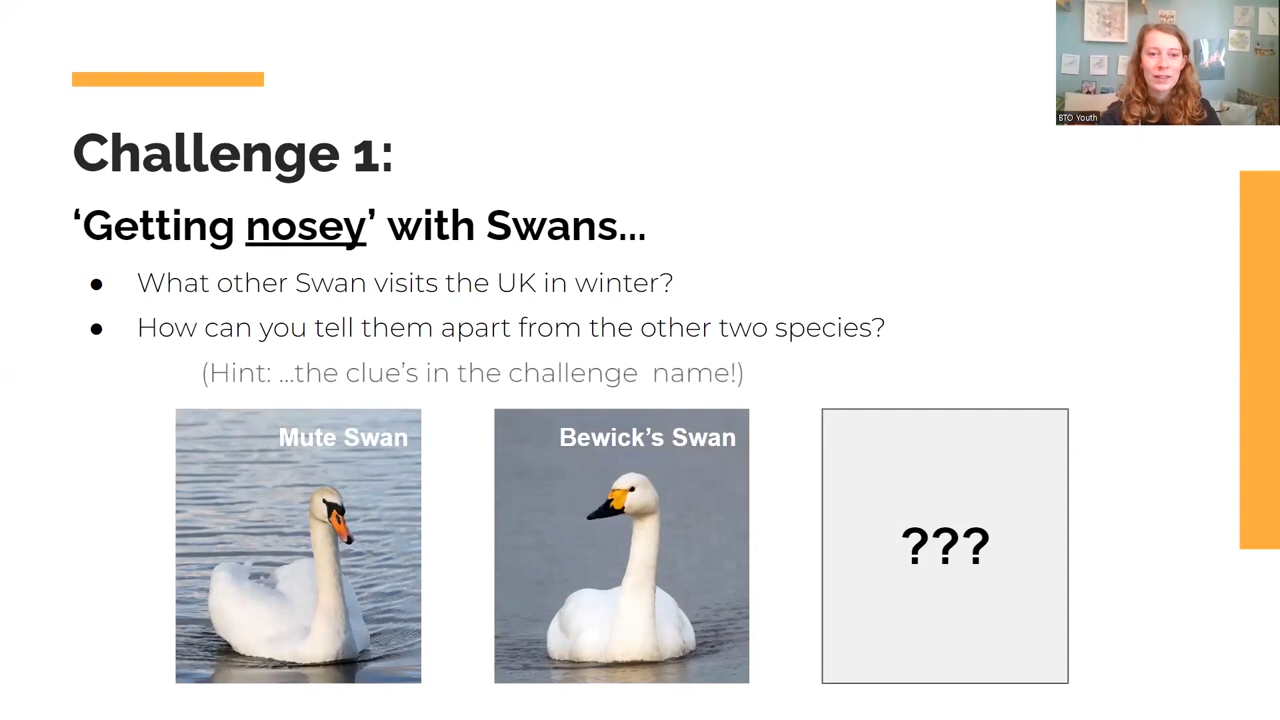 BTO Youth
Challenge 1:
‘Getting nosey’ with Swans...
● What other Swan visits the UK in winter?
● How can you tell them apart from the other two species?
(Hint: ...the clue’s in the challenge name!)
Mute Swan
Bewick’s Swan
???